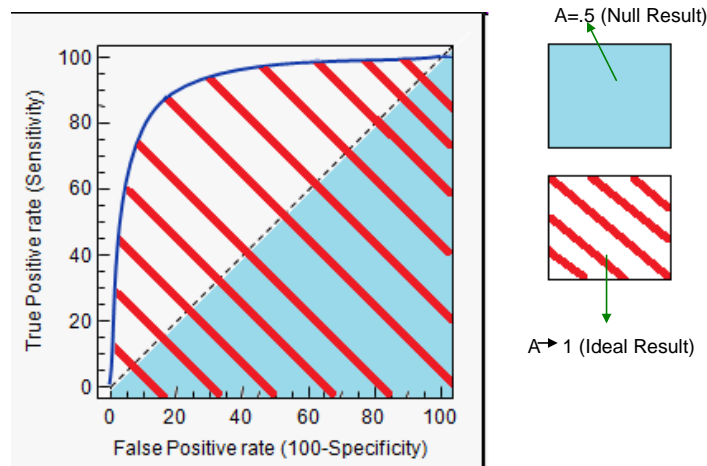 A=.5 (Null Result)
100
80
60
40
20
0
True Positive rate (Sensitivity)
0 20 40 60 80 100
False Positive rate (100-Specificity)
A→ 1 (Ideal Result)